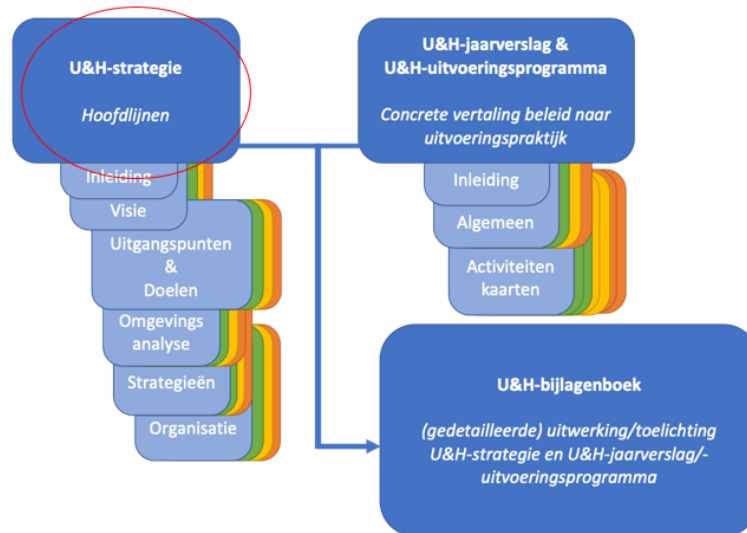 U&H-strategie
Hoofdlijnen
Inleiding
Visie
Uitgangspunten
&
Doelen
Omgevings
analyse
Strategieën
Organisatie
U&H-jaarverslag &
U&H-uitvoeringsprogramma
Concrete vertaling beleid naar
uitvoeringspraktijk
Inleiding
Algemeen
Activiteiten
kaarten
U&H-bijlagenboek
(gedetailleerde) uitwerking/toelichting
U&H-strategie en U&H-jaarverslag/-
uitvoeringsprogramma